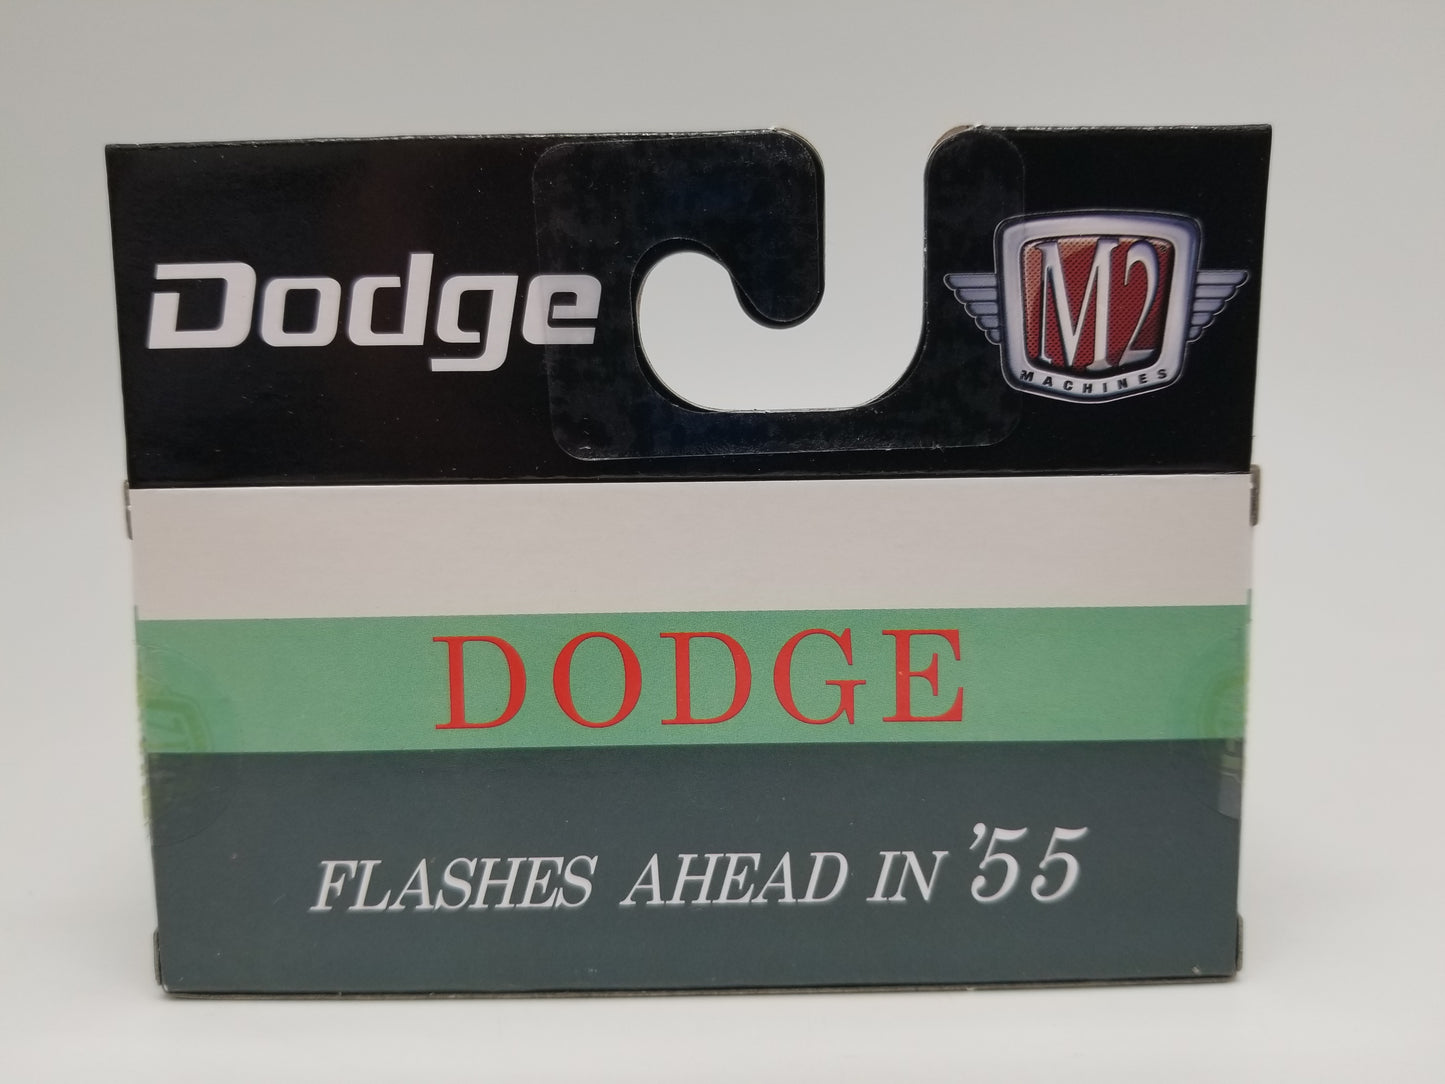 Dodge
M2
MACHINES
DODGE
FLASHES AHEAD IN '55